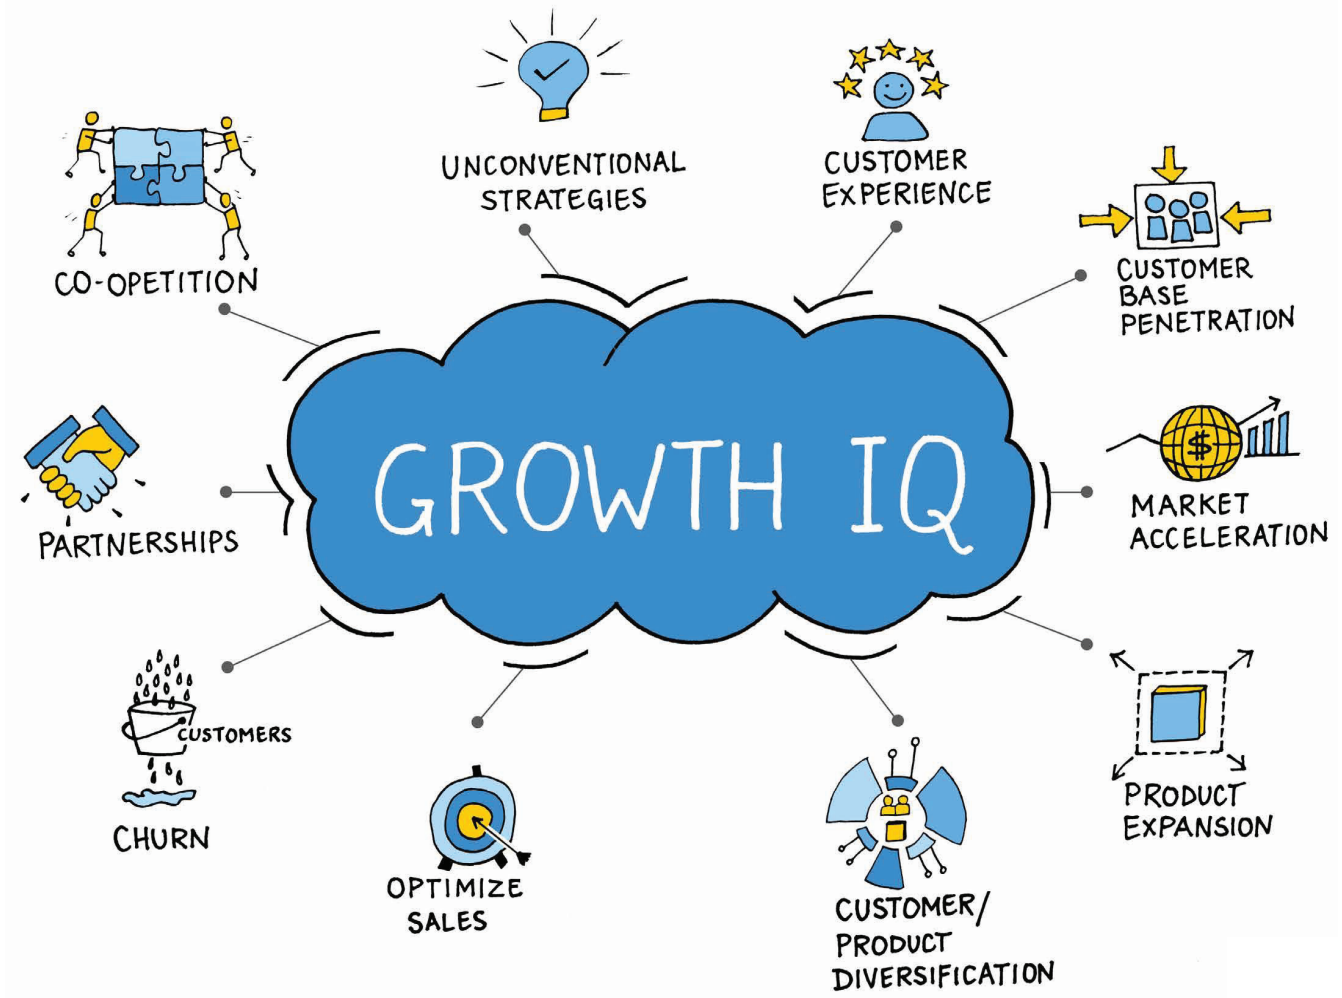 UNCONVENTIONAL
STRATEGIES
CUSTOMER
EXPERIENCE
CUSTOMER
BASE
PENETRATION
CO-OPETITION
GROWTH IQ
$
MARKET
ACCELERATION
PARTNERSHIPS
CUSTOMERS
CHURN
PRODUCT
EXPANSION
OPTIMIZE
SALES
CUSTOMER/
PRODUCT
DIVERSIFICATION